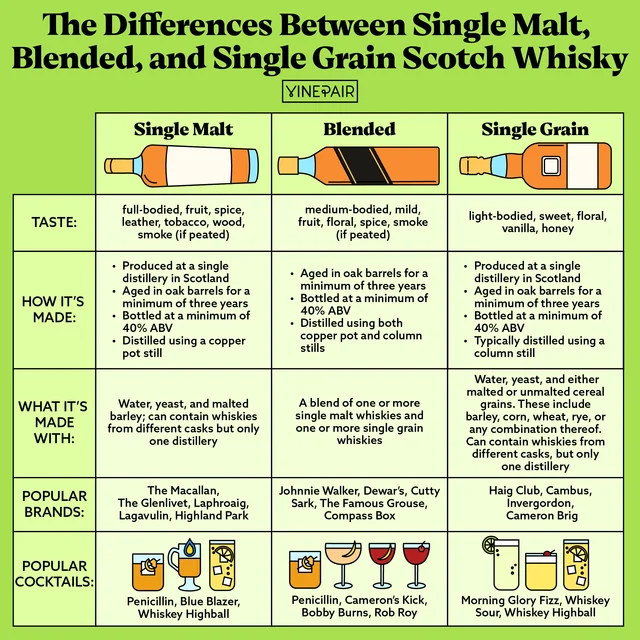 The Differences Between Single Malt,
Blended, and Single Grain Scotch Whisky
VINEPAIR
Single Malt
Blended
Single Grain
TASTE:
full-bodied, fruit, spice,
leather, tobacco, wood,
smoke (if peated)
medium-bodied, mild,
fruit, floral, spice, smoke
(if peated)
light-bodied, sweet, floral,
vanilla, honey
HOW IT'S
MADE:
• Produced at a single
distillery in Scotland
• Aged in oak barrels for a
minimum of three years
• Bottled at a minimum of
40% ABV
• Distilled using a copper
pot still
• Aged in oak barrels for a
minimum of three years
• Bottled at a minimum of
40% ABV
• Distilled using both
copper pot and column
stills
• Produced at a single
distillery in Scotland
• Aged in oak barrels for a
minimum of three years
• Bottled at a minimum of
40% ABV
• Typically distilled using a
column still
WHAT IT'S
MADE
WITH:
Water, yeast, and malted
barley; can contain whiskies
from different casks but only
one distillery
A blend of one or more
single malt whiskies and
one or more single grain
whiskies
Water, yeast, and either
malted or unmalted cereal
grains. These include
barley, corn, wheat, rye, or
any combination thereof.
Can contain whiskies from
different casks, but only
one distillery
POPULAR
BRANDS:
The Macallan,
The Glenlivet, Laphroaig,
Lagavulin, Highland Park
Johnnie Walker, Dewar's, Cutty
Sark, The Famous Grouse,
Compass Box
Haig Club, Cambus,
Invergordon,
Cameron Brig
POPULAR
COCKTAILS:
Penicillin, Blue Blazer,
Whiskey Highball
Penicillin, Cameron's Kick,
Bobby Burns, Rob Roy
Morning Glory Fizz, Whiskey
Sour, Whiskey Highball